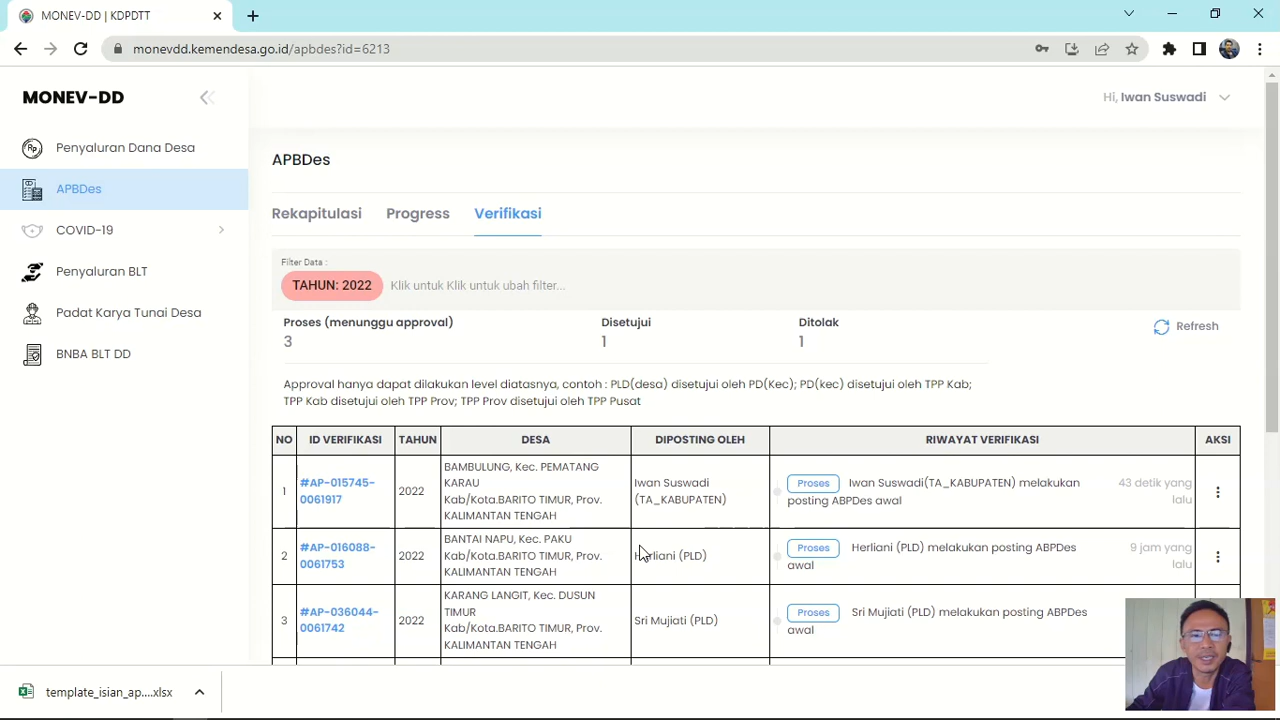 MONEV-DD | KDPDTT
monevdd.kemendesa.go.id/apbdes?id=6213
MONEV-DD
Hi, Iwan Suswadi
Penyaluran Dana Desa
APBDes
COVID-19
Penyaluran BLT
Padat Karya Tunai Desa
BNBA BLT DD
APBDes
Rekapitulasi Progress Verifikasi
Filter Data :
TAHUN: 2022 Klik untuk Klik untuk ubah filter...
Proses (menunggu approval) Disetujui Ditolak
3 1 1
Refresh
Approval hanya dapat dilakukan level diatasnya, contoh : PLD(desa) disetujui oleh PD(Kec); PD(kec) disetujui oleh TPP Kab;
TPP Kab disetujui oleh TPP Prov; TPP Prov disetujui oleh TPP Pusat
NO ID VERIFIKASI TAHUN DESA DIPOSTING OLEH RIWAYAT VERIFIKASI AKSI
1
#AP-015745-
0061917
2022
BAMBULUNG, Kec. PEMATANG
KARAU
Kab/Kota.BARITO TIMUR, Prov.
KALIMANTAN TENGAH
Iwan Suswadi
(TA_KABUPATEN)
Proses Iwan Suswadi(TA_KABUPATEN) melakukan
posting ABPDes awal
43 detik yang
lalu
2
#AP-016088-
0061753
2022
BANTAI NAPU, Kec. PAKU
Kab/Kota.BARITO TIMUR, Prov.
KALIMANTAN TENGAH
Herliani (PLD)
Proses Herliani (PLD) melakukan posting ABPDes
awal
9 jam yang
lalu
3
#AP-036044-
0061742
2022
KARANG LANGIT, Kec. DUSUN
TIMUR
Kab/Kota.BARITO TIMUR, Prov.
KALIMANTAN TENGAH
Sri Mujiati (PLD)
Proses Sri Mujiati (PLD) melakukan posting ABPDes
awal
template_isian_ap....xlsx